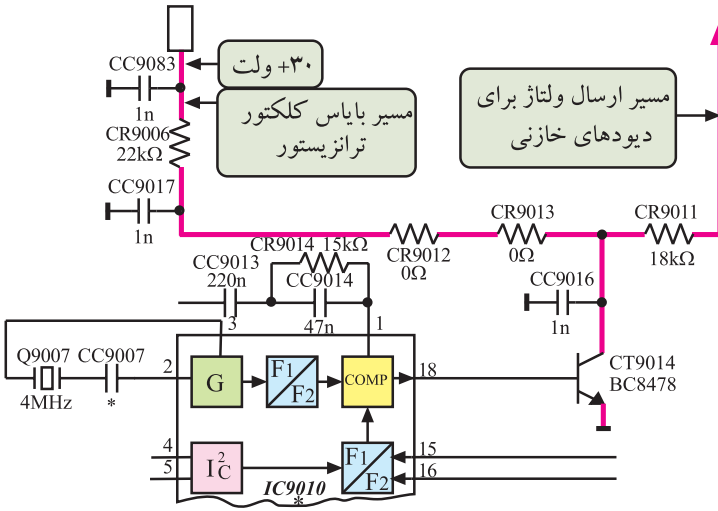 CC9083
1n
۳۰+ ولت
مسیر بایاس کلکتور
ترانزیستور
مسیر ارسال ولتاژ برای
دیودهای خازنی
CR9006
22kΩ
CC9017
1n
CR9012
0Ω
CR9013
0Ω
CR9011
18kΩ
CR9014 15kΩ
CC9013
220n
CC9014
47n
CC9016
1n
3
1
Q9007
4MHz
CC9007
*
2
G
F1
F2
COMP
18
CT9014
BC8478
4
5
I²C
F1
F2
15
16
IC9010
*